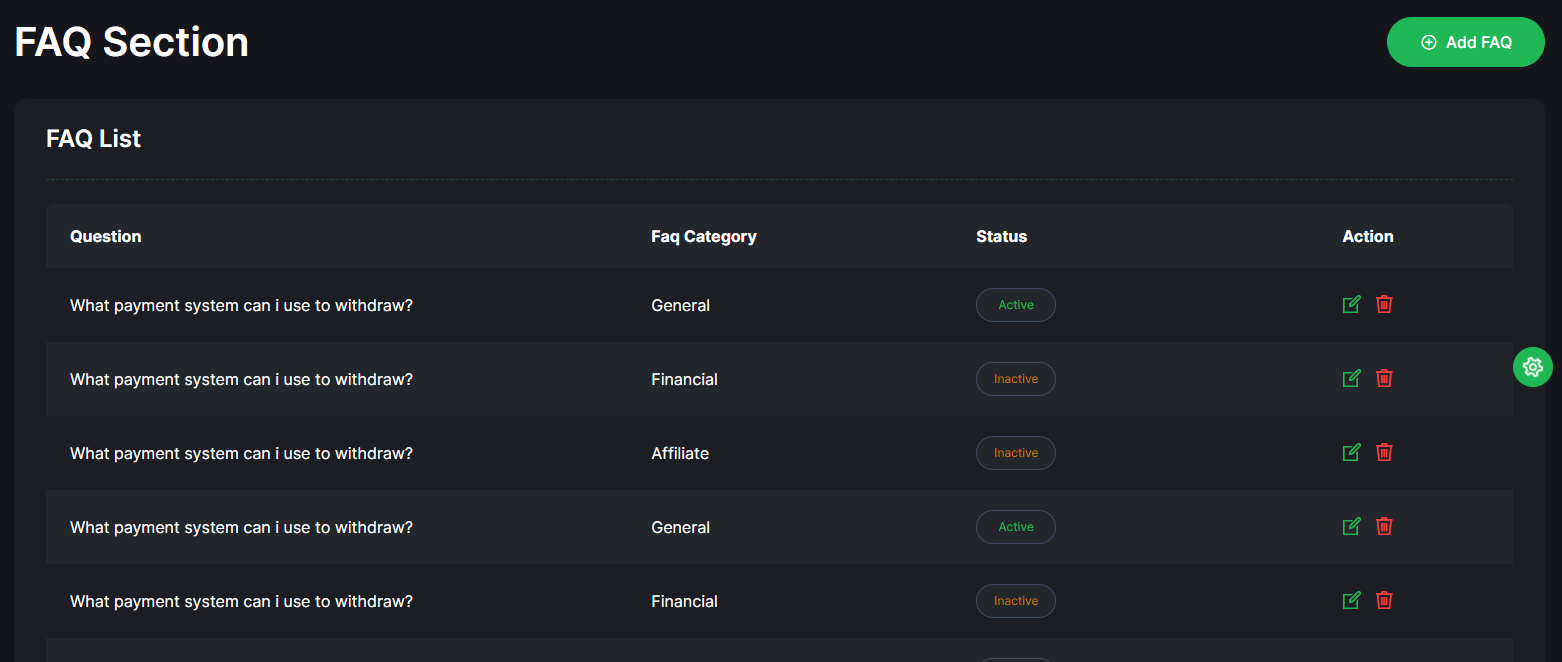 FAQ Section
Add FAQ
FAQ List
Question Faq Category Status Action
What payment system can i use to withdraw? General Active
What payment system can i use to withdraw? Financial Inactive
What payment system can i use to withdraw? Affiliate Inactive
What payment system can i use to withdraw? General Active
What payment system can i use to withdraw? Financial Inactive